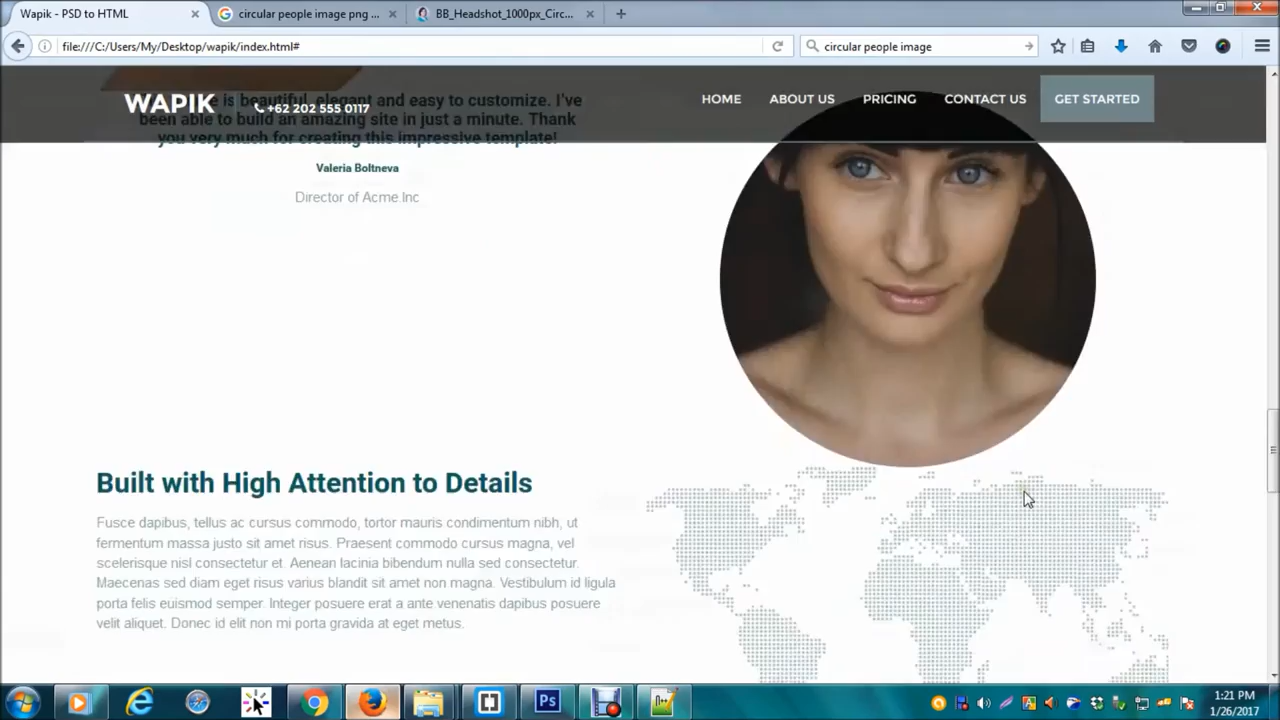 Wapik - PSD to HTML
circular people image png ...
BB_Headshot_1000px_Circ...
file:///C:/Users/My/Desktop/wapik/index.html#
circular people image
WAPIK
+62 202 555 0117
HOME
ABOUT US
PRICING
CONTACT US
GET STARTED
is beautiful, elegant and easy to customize. I've
been able to build an amazing site in just a minute. Thank
you very much for creating this impressive template!
Valeria Boltneva
Director of Acme.Inc
Built with High Attention to Details
Fusce dapibus, tellus ac cursus commodo, tortor mauris condimentum nibh, ut
fermentum massa justo sit amet risus. Praesent commodo cursus magna, vel
scelerisque nisl consectetur et. Aenean lacinia bibendum nulla sed consectetur.
Maecenas sed diam eget risus varius blandit sit amet non magna. Vestibulum id ligula
porta felis euismod semper. Integer posuere erat a ante venenatis dapibus posuere
velit aliquet. Donec id elit non mi porta gravida at eget metus.
Ps
1:21 PM
1/26/2017